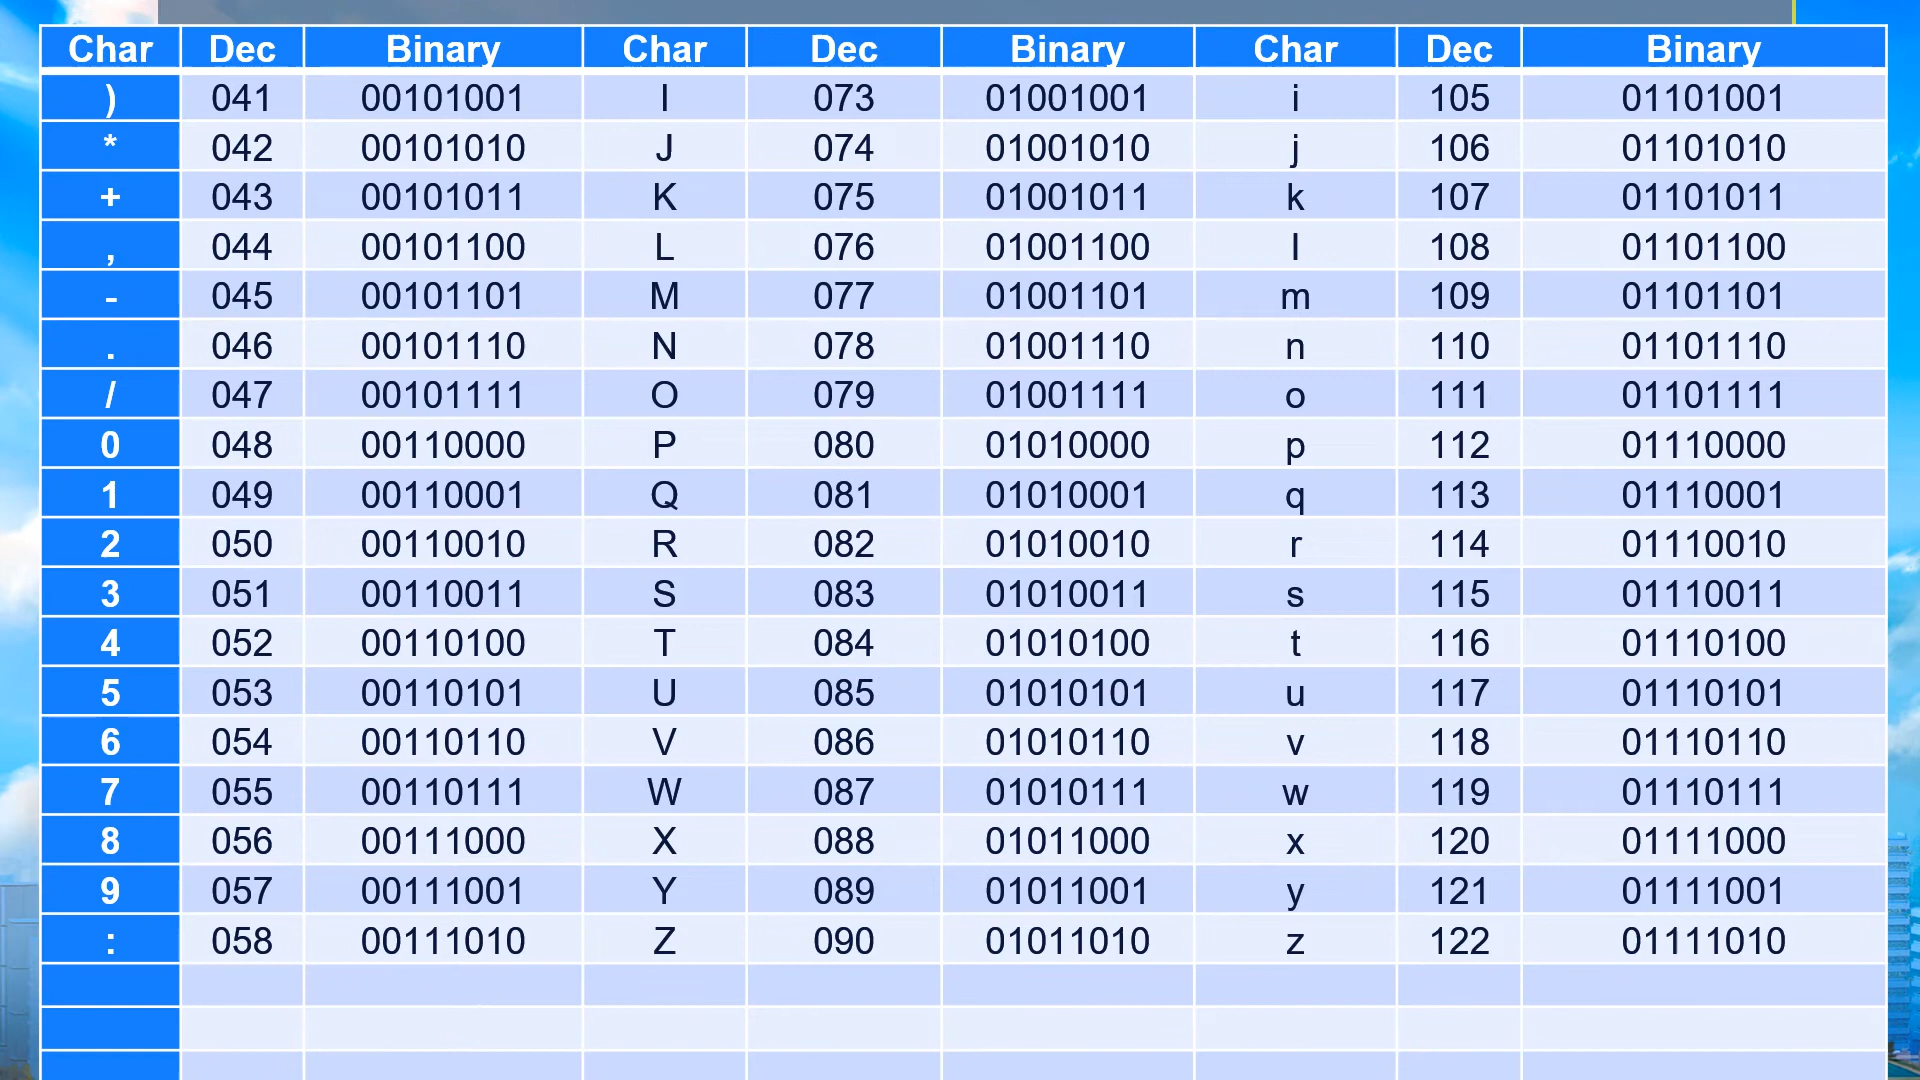 Char Dec Binary Char Dec Binary Char Dec Binary
) 041 00101001 I 073 01001001 i 105 01101001
* 042 00101010 J 074 01001010 j 106 01101010
+ 043 00101011 K 075 01001011 k 107 01101011
, 044 00101100 L 076 01001100 l 108 01101100
- 045 00101101 M 077 01001101 m 109 01101101
. 046 00101110 N 078 01001110 n 110 01101110
/ 047 00101111 O 079 01001111 o 111 01101111
0 048 00110000 P 080 01010000 p 112 01110000
1 049 00110001 Q 081 01010001 q 113 01110001
2 050 00110010 R 082 01010010 r 114 01110010
3 051 00110011 S 083 01010011 s 115 01110011
4 052 00110100 T 084 01010100 t 116 01110100
5 053 00110101 U 085 01010101 u 117 01110101
6 054 00110110 V 086 01010110 v 118 01110110
7 055 00110111 W 087 01010111 w 119 01110111
8 056 00111000 X 088 01011000 x 120 01111000
9 057 00111001 Y 089 01011001 y 121 01111001
: 058 00111010 Z 090 01011010 z 122 01111010